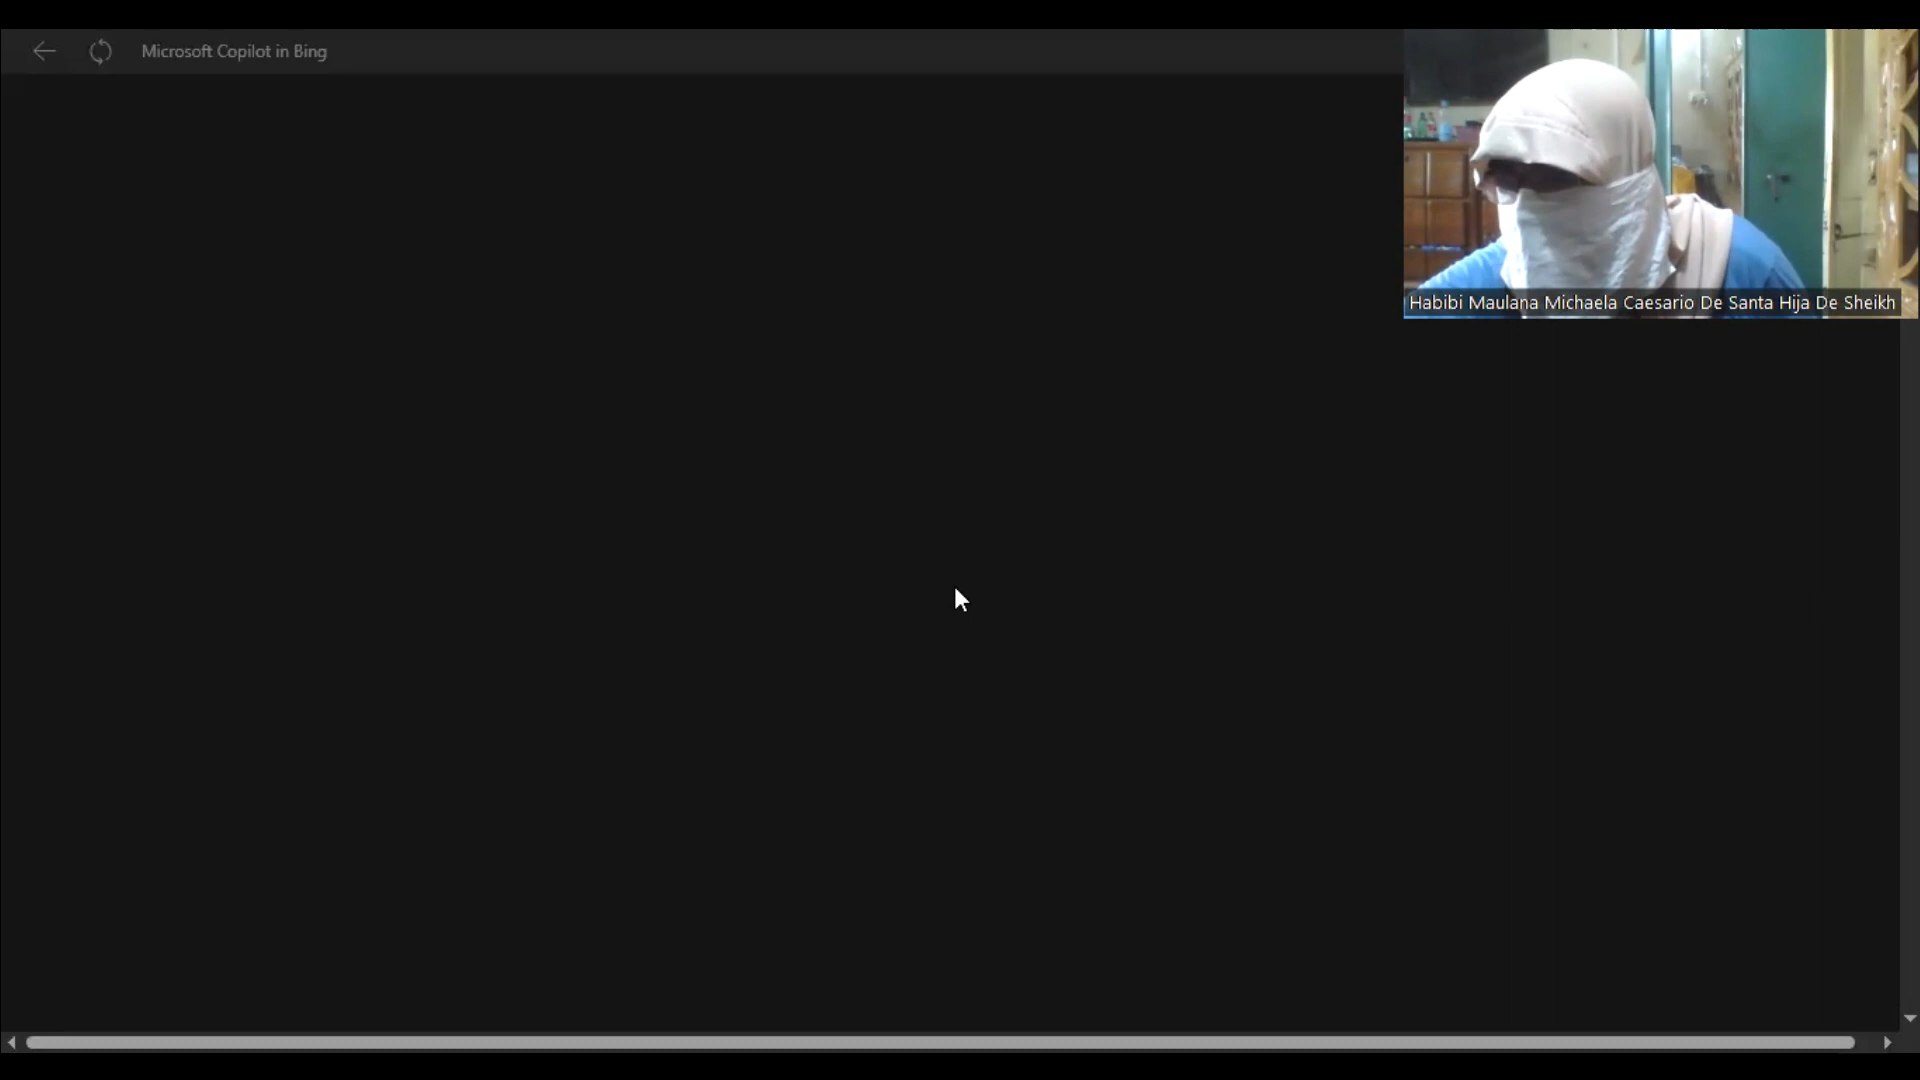 Microsoft Copilot in Bing
Habibi Maulana Michaela Caesario De Santa Hija De Sheikh